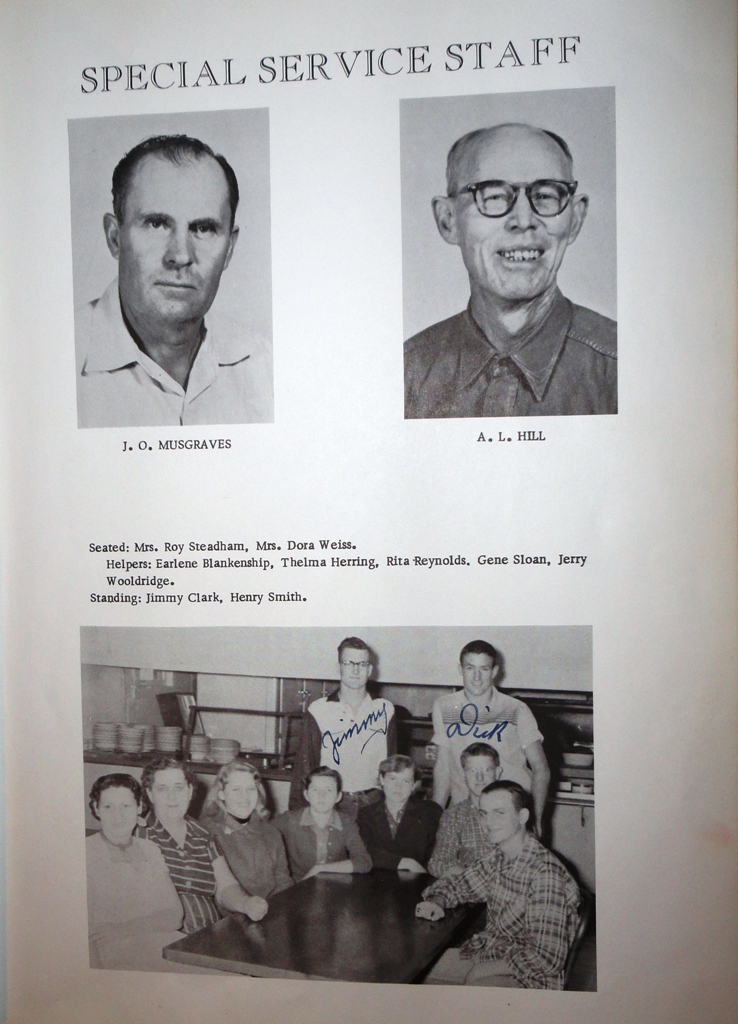 SPECIAL SERVICE STAFF
J. O. MUSGRAVES
A. L. HILL
Seated: Mrs. Roy Steadham, Mrs. Dora Weiss.
Helpers: Earlene Blankenship, Thelma Herring, Rita Reynolds. Gene Sloan, Jerry
Wooldridge.
Standing: Jimmy Clark, Henry Smith.
Jimmy
Dick